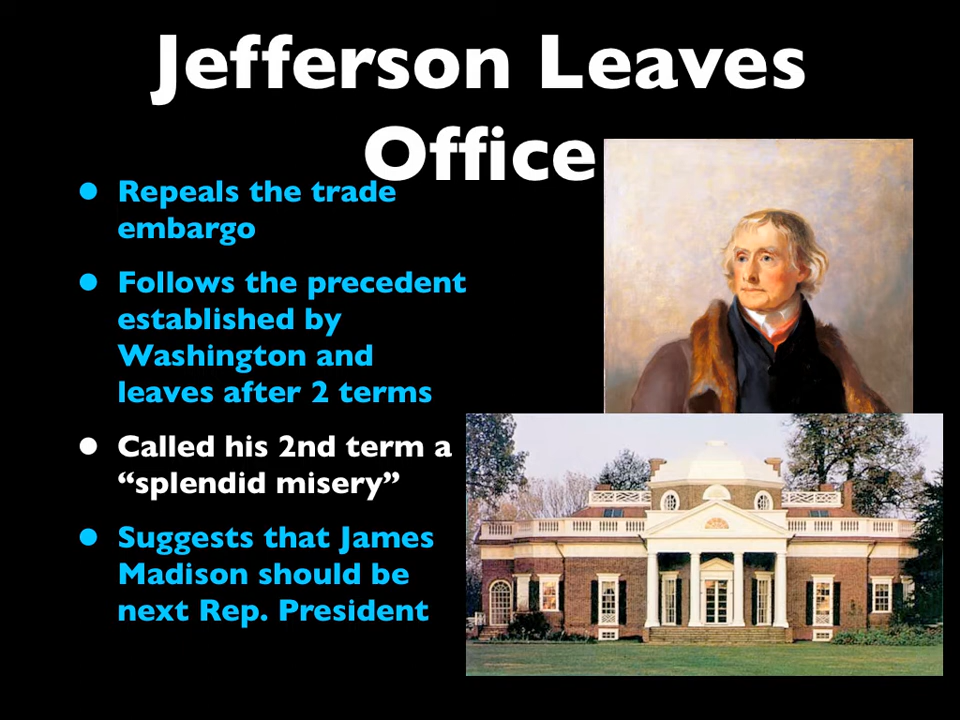 Jefferson Leaves
Office
• Repeals the trade
embargo
• Follows the precedent
established by
Washington and
leaves after 2 terms
• Called his 2nd term a
“splendid misery”
• Suggests that James
Madison should be
next Rep. President